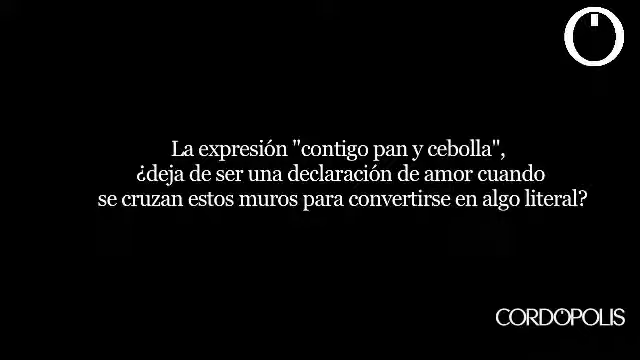 La expresión "contigo pan y cebolla",
¿deja de ser una declaración de amor cuando
se cruzan estos muros para convertirse en algo literal?
CORDÓPOLIS